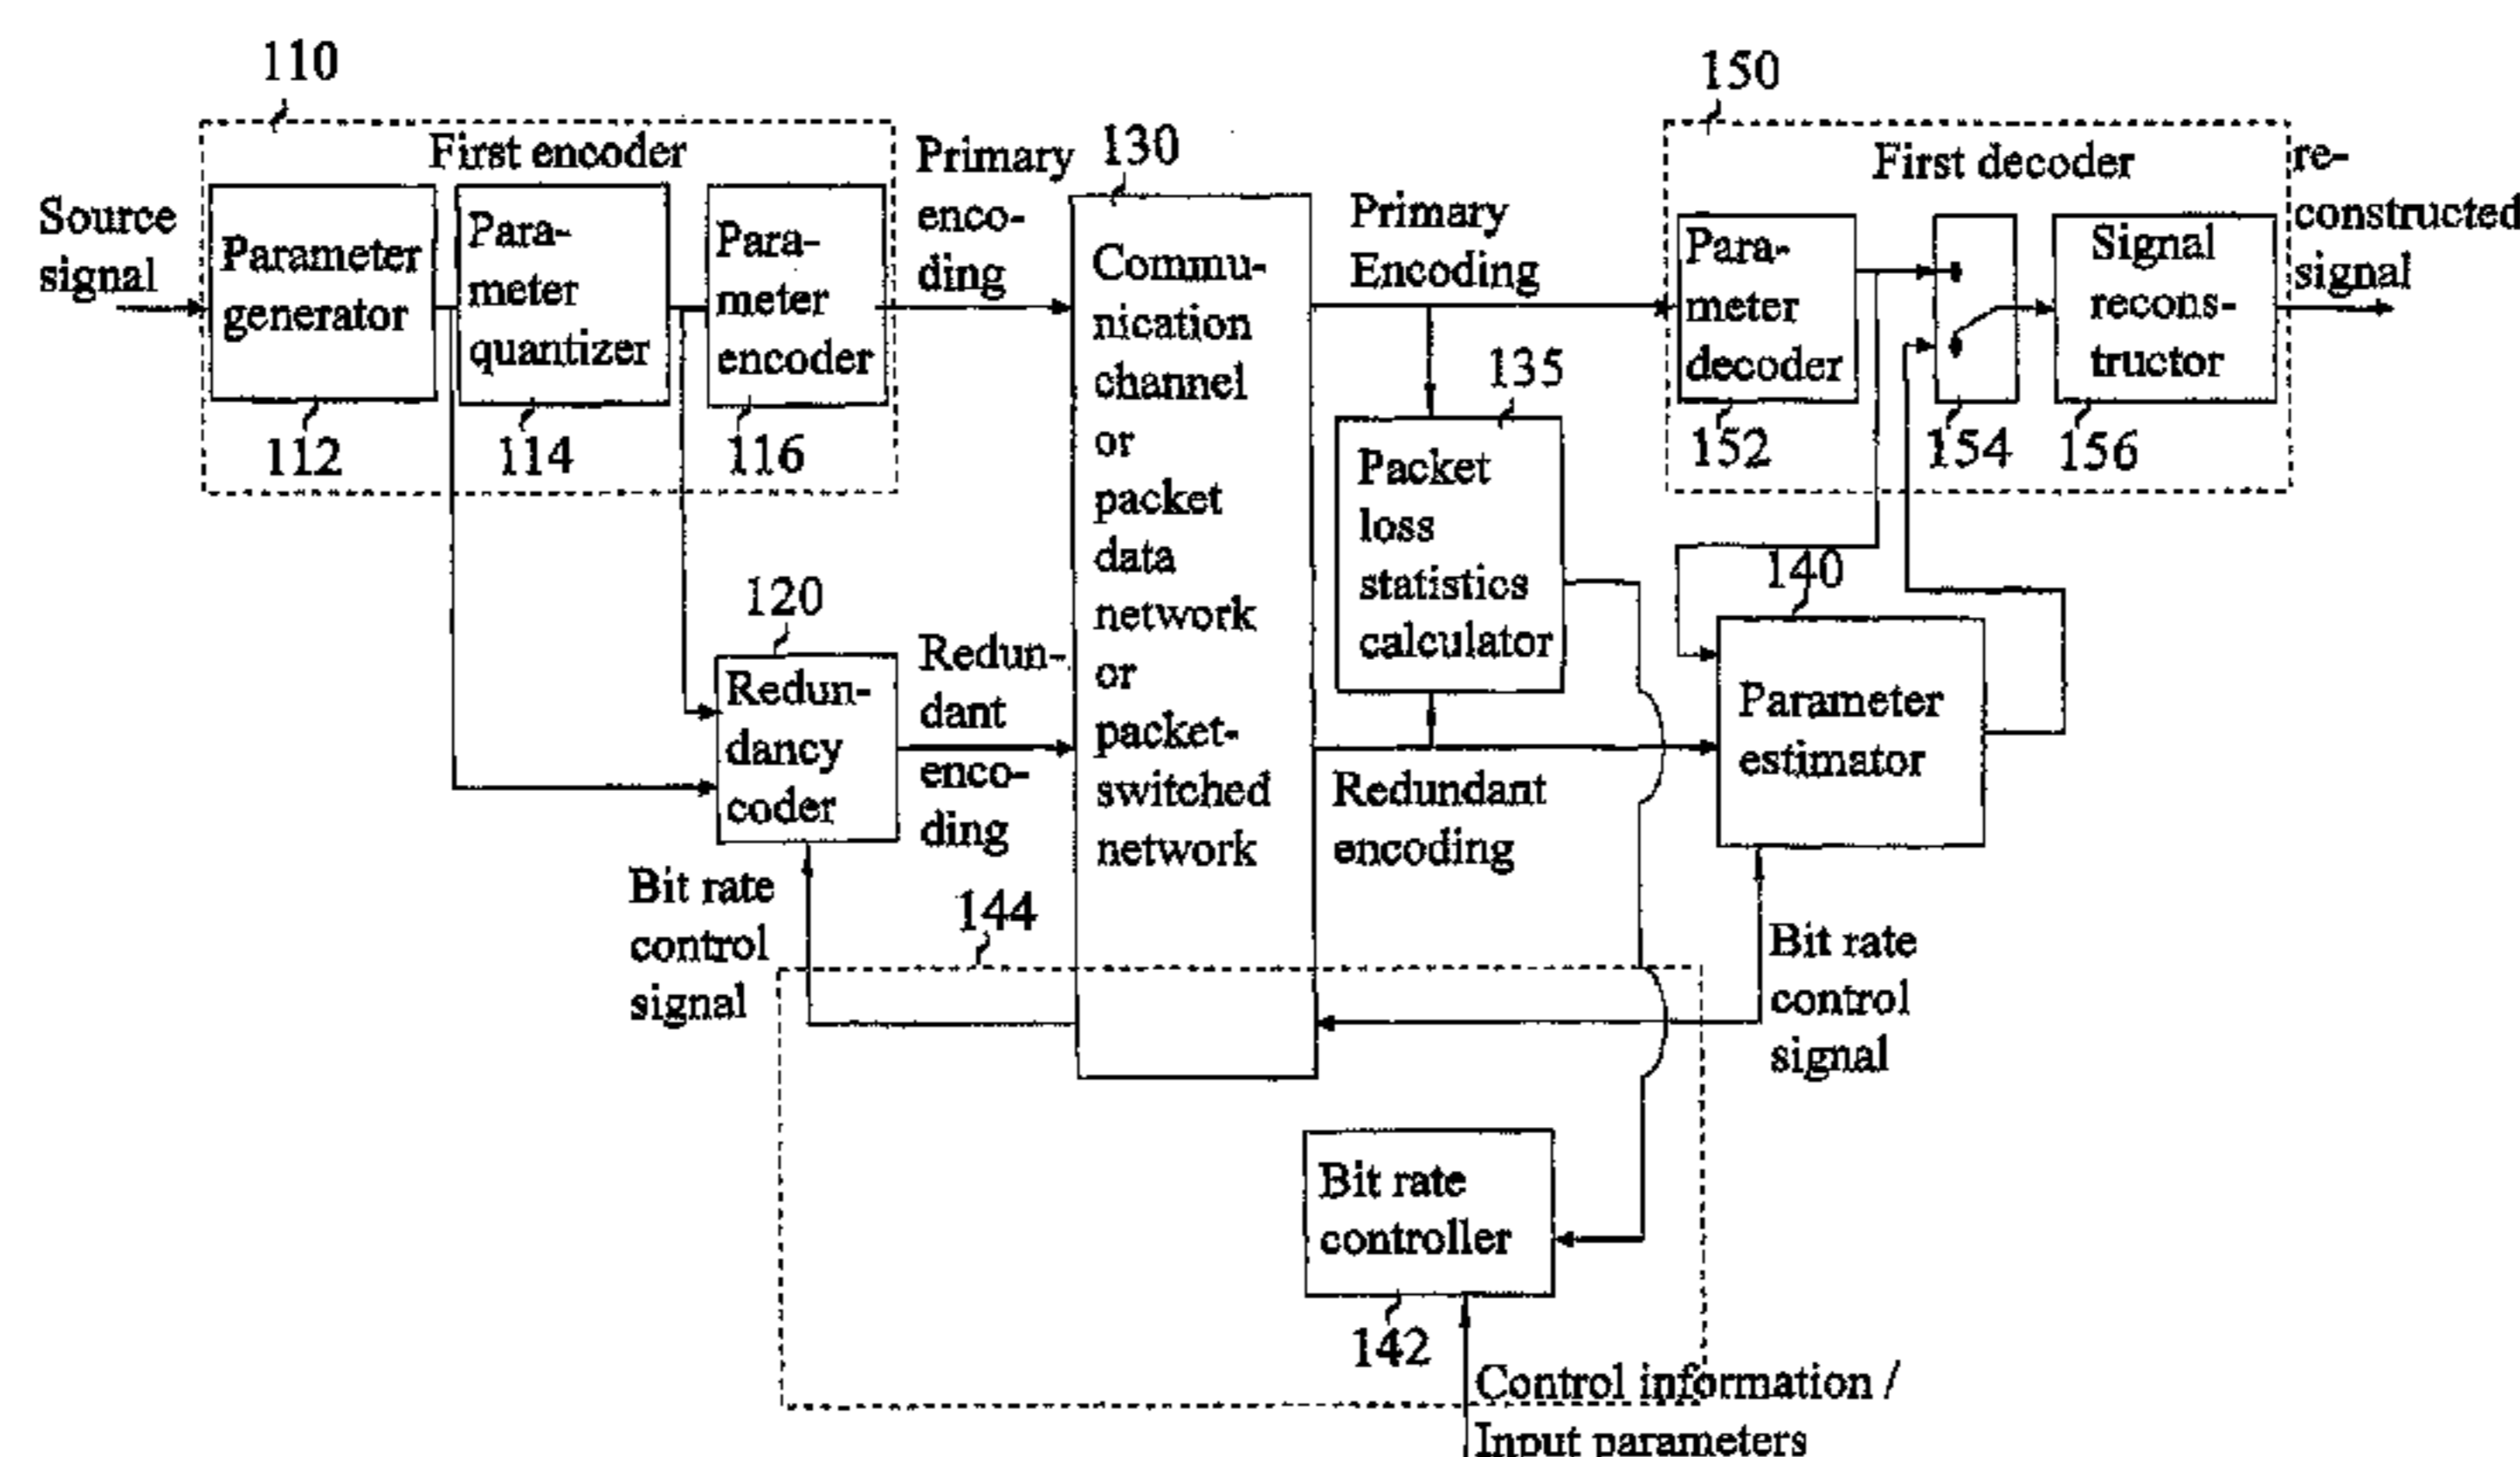 110
First encoder
Source
signal
Parameter
generator
112
Para-
meter
quantizer
114
Para-
meter
encoder
116
Primary
enco-
ding
130
Commu-
nication
channel
or
packet
data
network
or
packet-
switched
network
Primary
Encoding
135
Packet
loss
statistics
calculator
150
First decoder
Para-
meter
decoder
152
154
Signal
recons-
tructor
156
re-
constructed
signal
120
Redun-
dancy
coder
Redun-
dant
enco-
ding
Redundant
encoding
140
Parameter
estimator
Bit rate
control
signal
144
Bit rate
control
signal
Bit rate
controller
142
Control information /
Input parameters